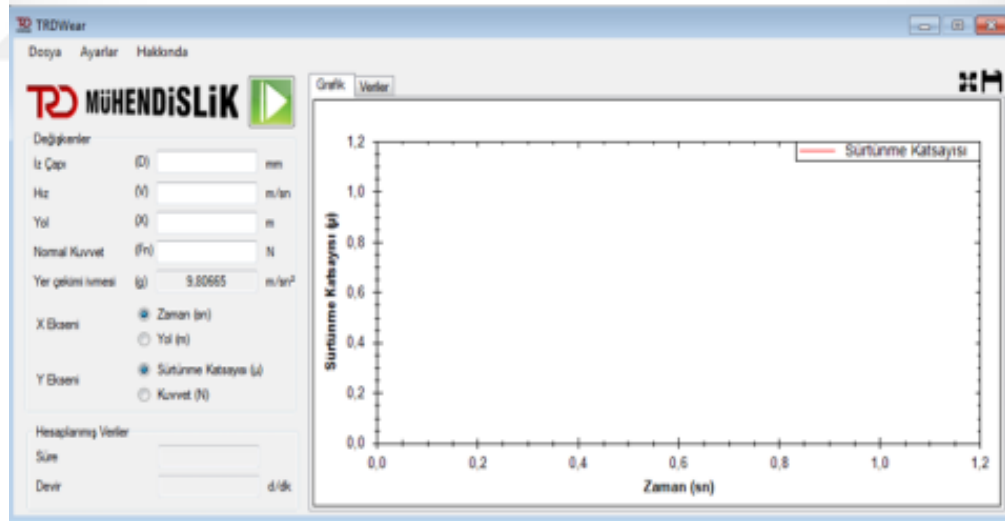 TRDWear
Dosya Ayarlar Hakkında
TRD MÜHENDİSLİK
Değişkenler
İz Çapı (D) mm
Hız (V) m/sn
Yol (X) m
Normal Kuvvet (Fn) N
Yer çekimi ivmesi (g) 9.80665 m/sn²
X Ekseni
Zaman (sn)
Yol (m)
Y Ekseni
Sürtünme Katsayısı (μ)
Kuvvet (N)
Hesaplanmış Veriler
Süre
Devir d/dk
Grafik Veriler
Sürtünme Katsayısı
Sürtünme Katsayısı (μ)
1,2
1,0
0,8
0,6
0,4
0,2
0,0
0,0 0,2 0,4 0,6 0,8 1,0 1,2
Zaman (sn)